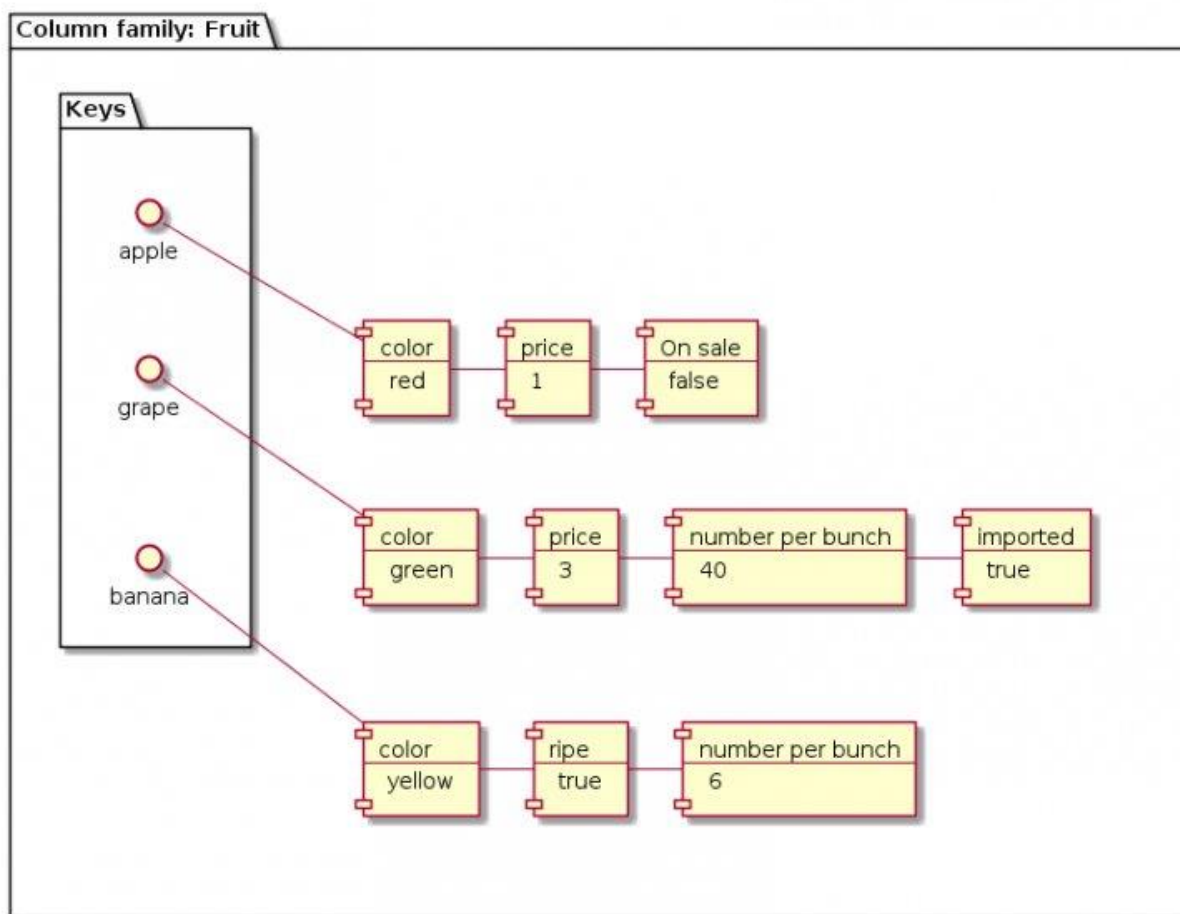 Column family: Fruit
Keys
apple
color price On sale
red 1 false
grape
color price number per bunch imported
green 3 40 true
banana
color ripe number per bunch
yellow true 6